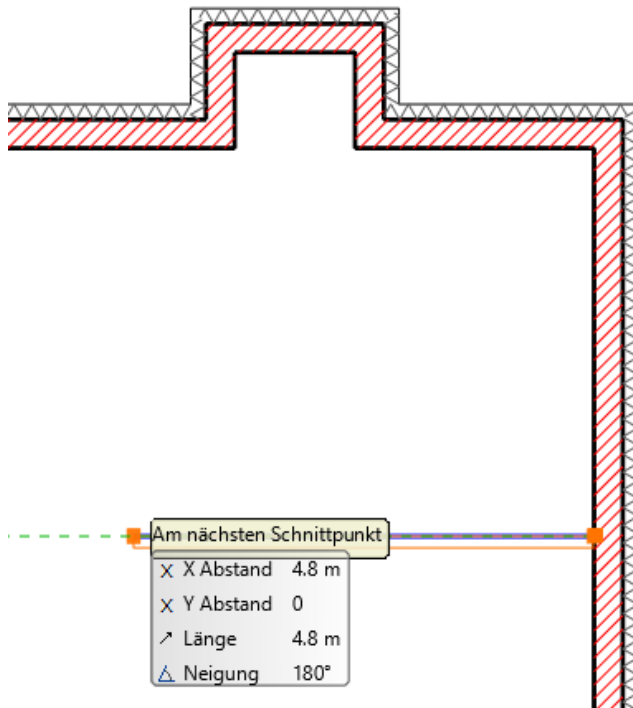 Am nächsten Schnittpunkt
X Abstand 4.8 m
Y Abstand 0
Länge 4.8 m
Neigung 180°